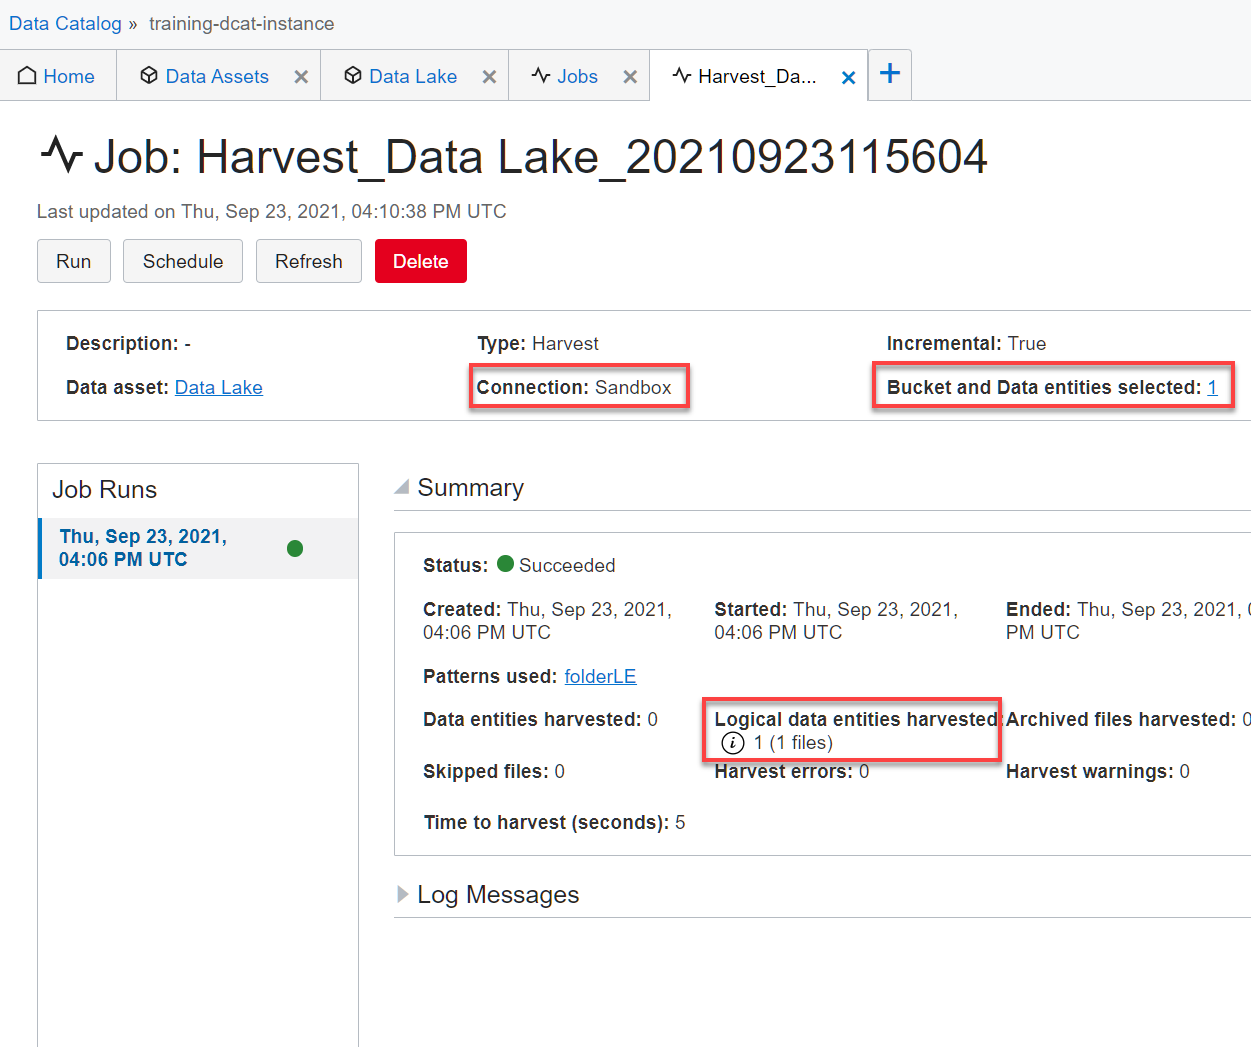 Data Catalog » training-dcat-instance
Home Data Assets Data Lake Jobs Harvest_Da...
Job: Harvest_Data Lake_20210923115604
Last updated on Thu, Sep 23, 2021, 04:10:38 PM UTC
Run Schedule Refresh Delete
Description: - Type: Harvest Incremental: True
Data asset: Data Lake Connection: Sandbox Bucket and Data entities selected: 1
Job Runs
Thu, Sep 23, 2021,
04:06 PM UTC
Summary
Status: Succeeded
Created: Thu, Sep 23, 2021,
04:06 PM UTC
Started: Thu, Sep 23, 2021,
04:06 PM UTC
Ended: Thu, Sep 23, 2021,
PM UTC
Patterns used: folderLE
Data entities harvested: 0
Logical data entities harvested:
i 1 (1 files)
Archived files harvested: 0
Skipped files: 0 Harvest errors: 0 Harvest warnings: 0
Time to harvest (seconds): 5
Log Messages